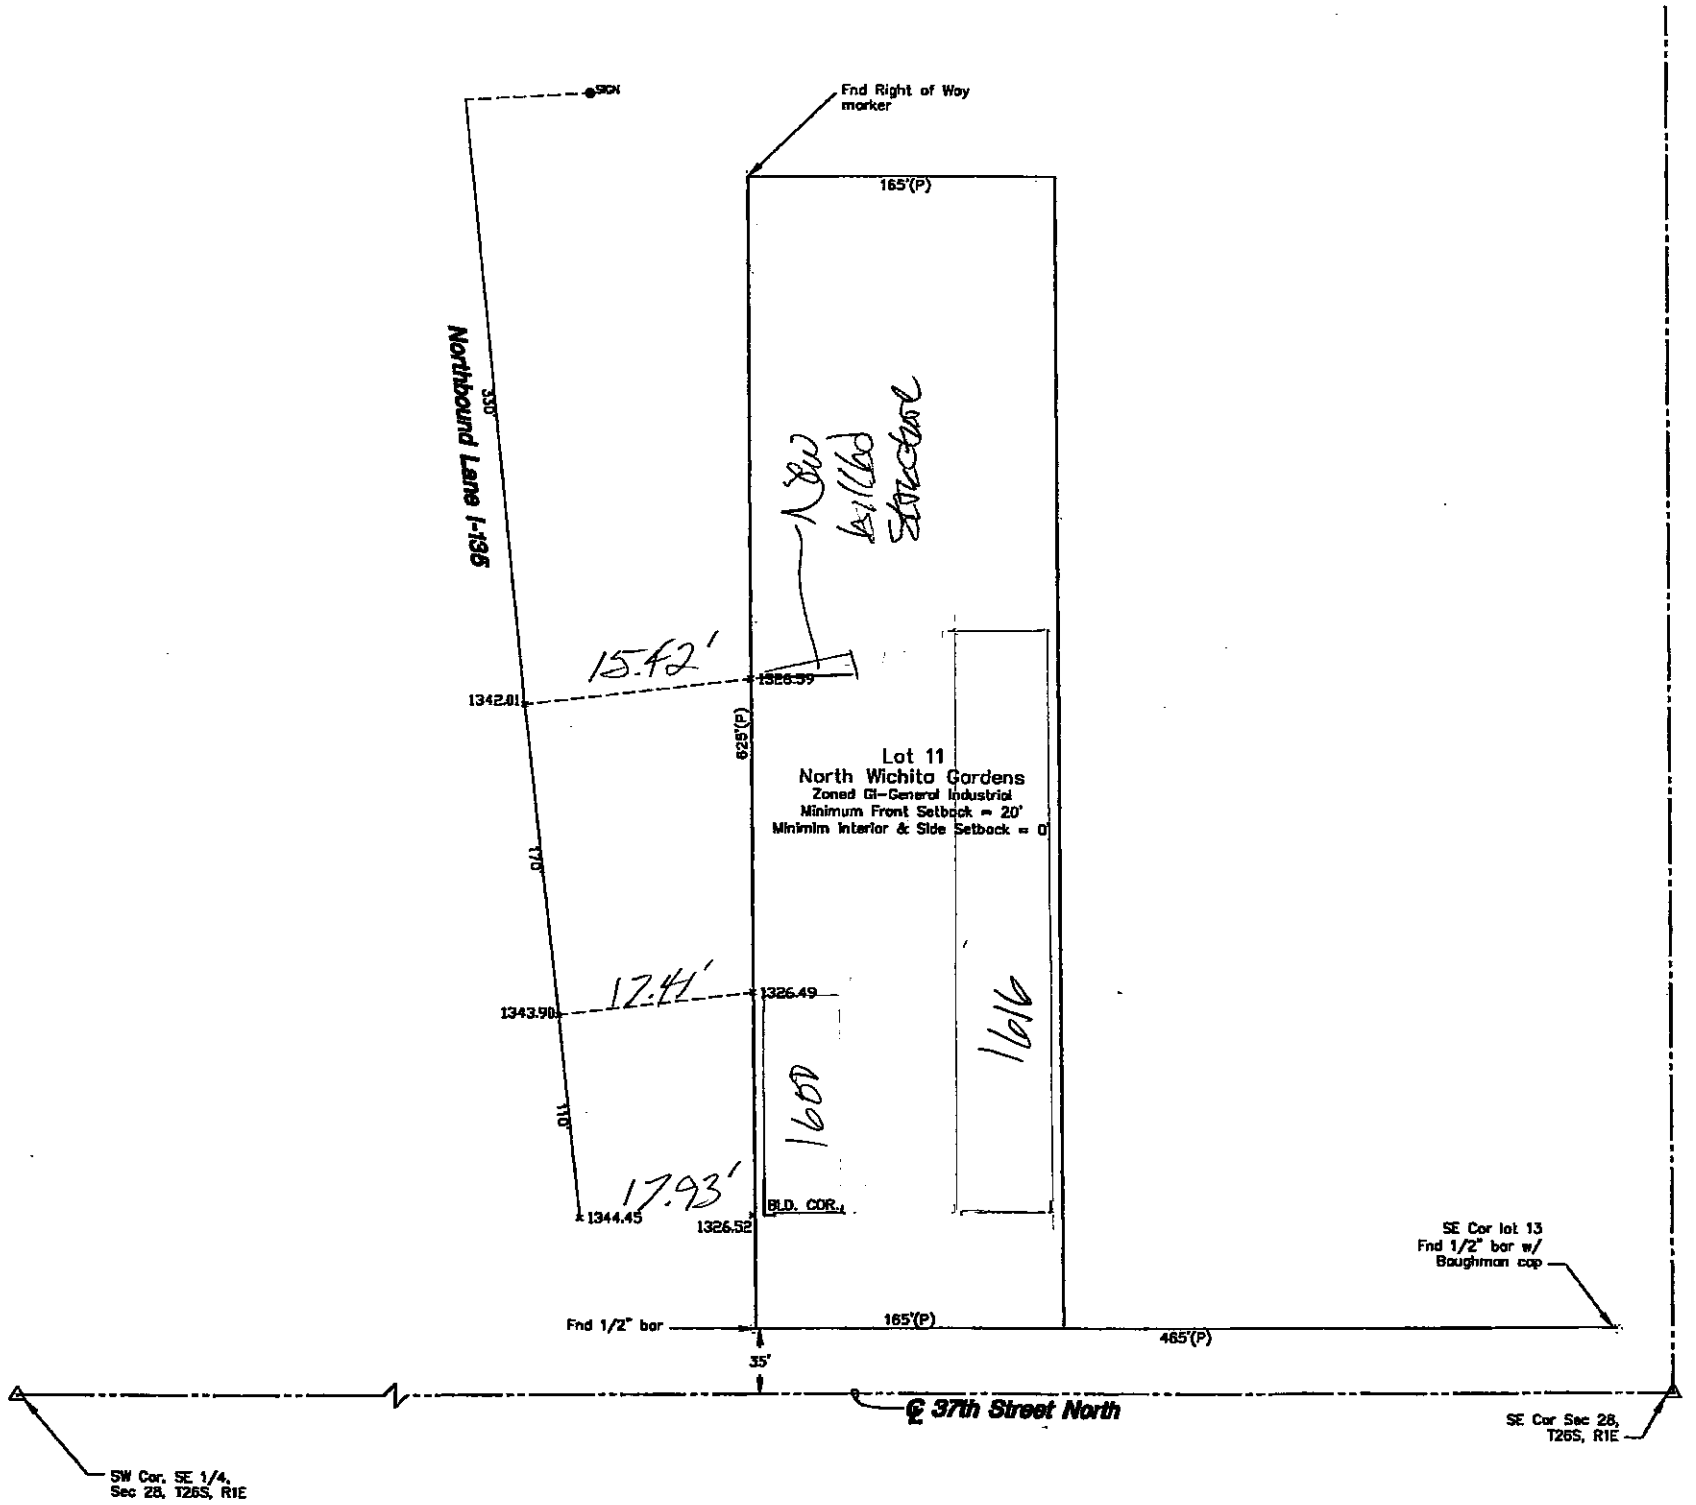 SIGN
Fnd Right of Way
marker
165'(P)
Northbound Lane I-135
330'
New
billbd
Structure
15.42'
1342.01
1326.59
625'(P)
Lot 11
North Wichita Gardens
Zoned GI-General Industrial
Minimum Front Setback = 20'
Minimim Interior & Side Setback = 0'
170'
17.41'
1326.49
1343.90
1616
1600
110'
17.93'
BLD. COR.
1344.45
1326.52
SE Cor lot 13
Fnd 1/2" bar w/
Baughman cap
Fnd 1/2" bar
165'(P)
465'(P)
35'
℄ 37th Street North
SE Cor Sec 28,
T26S, R1E
SW Cor, SE 1/4,
Sec 28, T26S, R1E